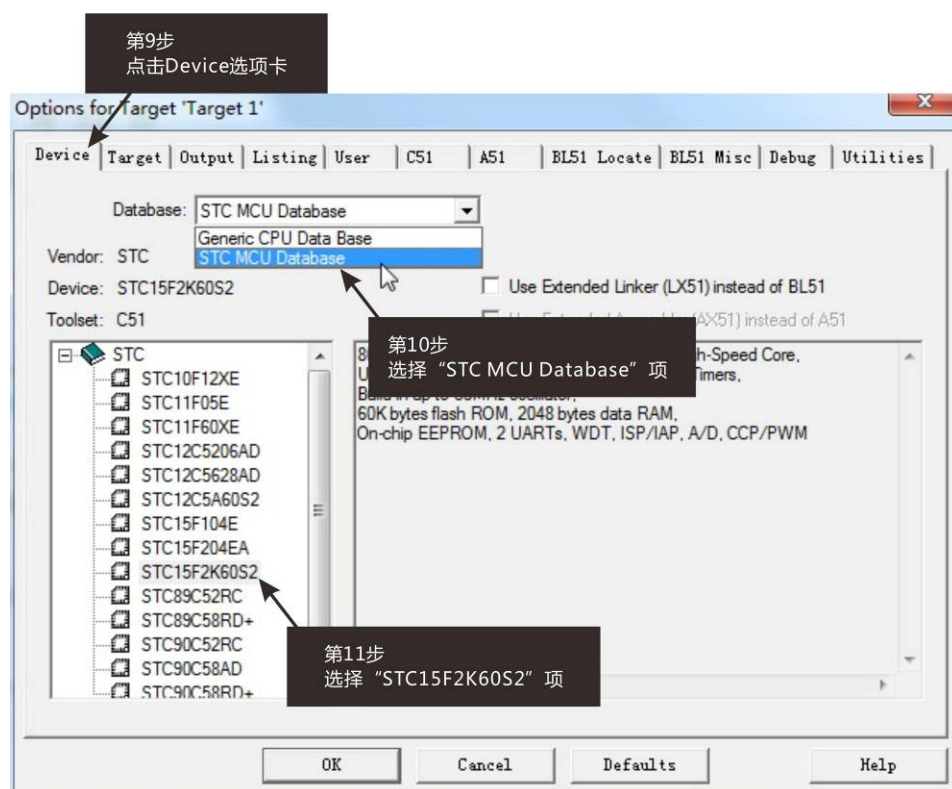 第9步
点击Device选项卡
Options for Target 'Target 1'
Device Target Output Listing User C51 A51 BL51 Locate BL51 Misc Debug Utilities
Database: STC MCU Database
Generic CPU Data Base
Vendor: STC STC MCU Database
Device: STC15F2K60S2 Use Extended Linker (LX51) instead of BL51
Toolset: C51 (AX51) instead of A51
第10步
选择“STC MCU Database”项
STC
STC10F12XE
STC11F05E
STC11F60XE
STC12C5206AD
STC12C5628AD
STC12C5A60S2
STC15F104E
STC15F204EA
STC15F2K60S2
STC89C52RC
STC89C58RD+
STC90C52RC
STC90C58AD
STC90C58RD+
Core,
Timers,
60K bytes flash ROM, 2048 bytes data RAM,
On-chip EEPROM, 2 UARTs, WDT, ISP/IAP, A/D, CCP/PWM
第11步
选择“STC15F2K60S2”项
OK Cancel Defaults Help